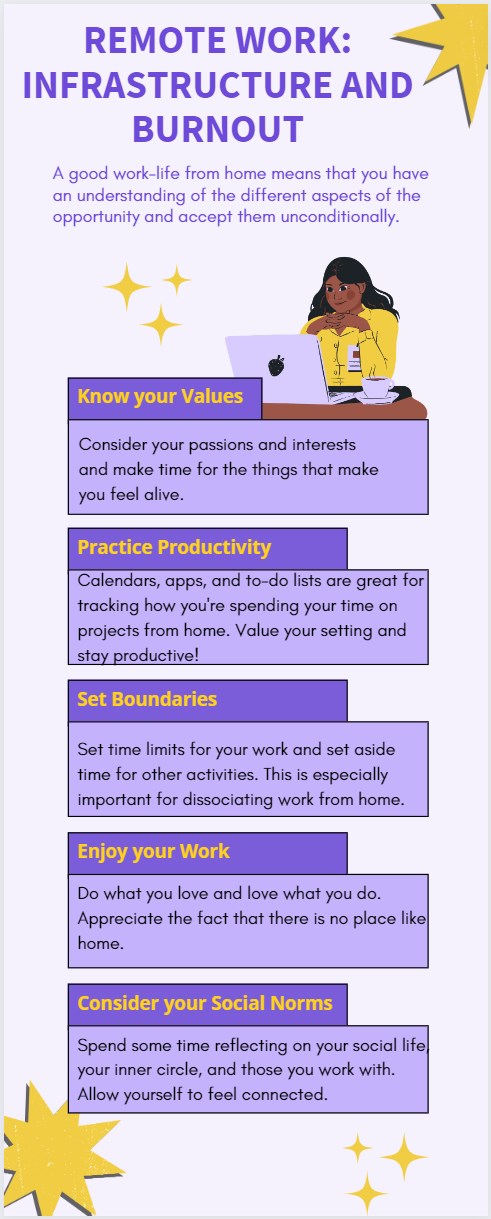 REMOTE WORK:
INFRASTRUCTURE AND
BURNOUT
A good work-life from home means that you have
an understanding of the different aspects of the
opportunity and accept them unconditionally.
Know your Values
Consider your passions and interests
and make time for the things that make
you feel alive.
Practice Productivity
Calendars, apps, and to-do lists are great for
tracking how you're spending your time on
projects from home. Value your setting and
stay productive!
Set Boundaries
Set time limits for your work and set aside
time for other activities. This is especially
important for dissociating work from home.
Enjoy your Work
Do what you love and love what you do.
Appreciate the fact that there is no place like
home.
Consider your Social Norms
Spend some time reflecting on your social life,
your inner circle, and those you work with.
Allow yourself to feel connected.